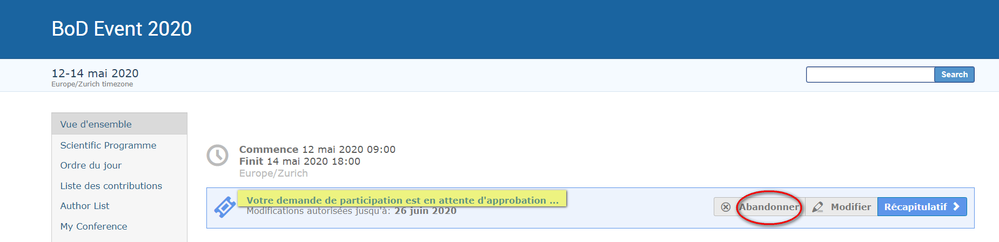 BoD Event 2020
12-14 mai 2020
Europe/Zurich timezone
Search
Vue d'ensemble
Scientific Programme
Ordre du jour
Liste des contributions
Author List
My Conference
Commence 12 mai 2020 09:00
Finit 14 mai 2020 18:00
Europe/Zurich
Votre demande de participation est en attente d'approbation ...
Modifications autorisées jusqu'à: 26 juin 2020
Abandonner
Modifier
Récapitulatif